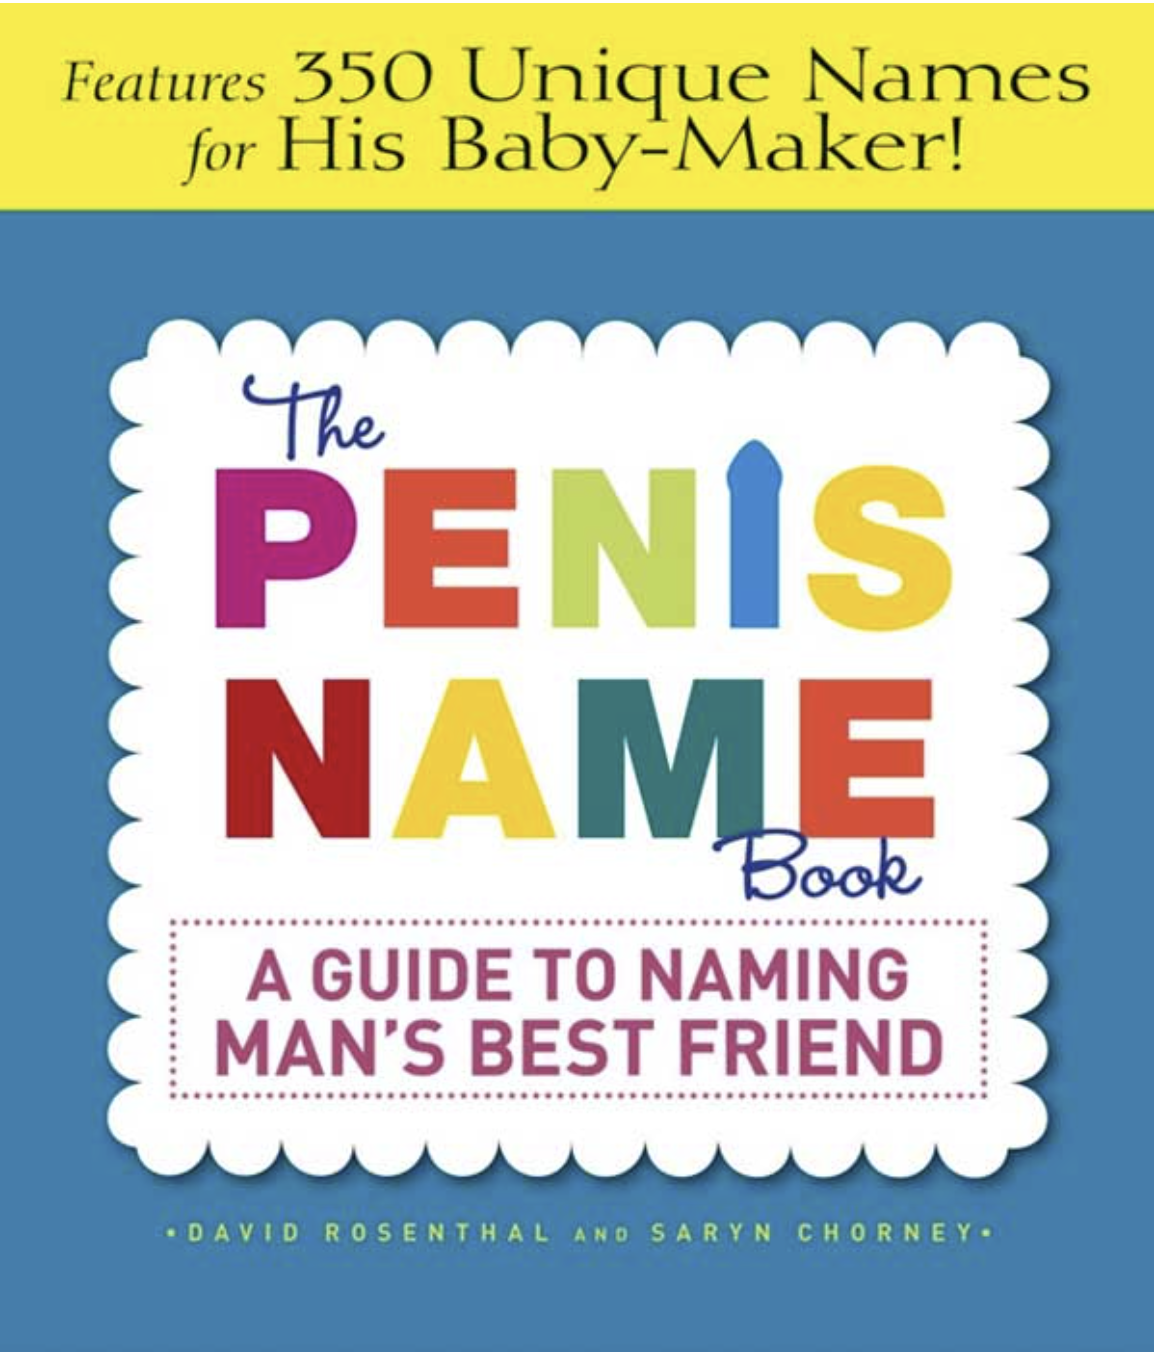 Features 350 Unique Names
for His Baby-Maker!
The
PENIS
NAME
Book
A GUIDE TO NAMING
MAN'S BEST FRIEND
•DAVID ROSENTHAL AND SARYN CHORNEY•